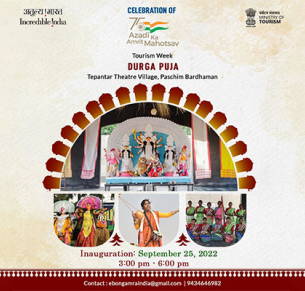 अतुल्य भारत
Incredible India
CELEBRATION OF
75
Azadi Ka
Amrit Mahotsav
MINISTRY OF
TOURISM
Tourism Week
DURGA PUJA
Tepantar Theatre Village, Paschim Bardhaman
Inauguration: September 25, 2022
3:00 pm - 6:00 pm
Contact : ebongamraindia@gmail.com | 9434646982